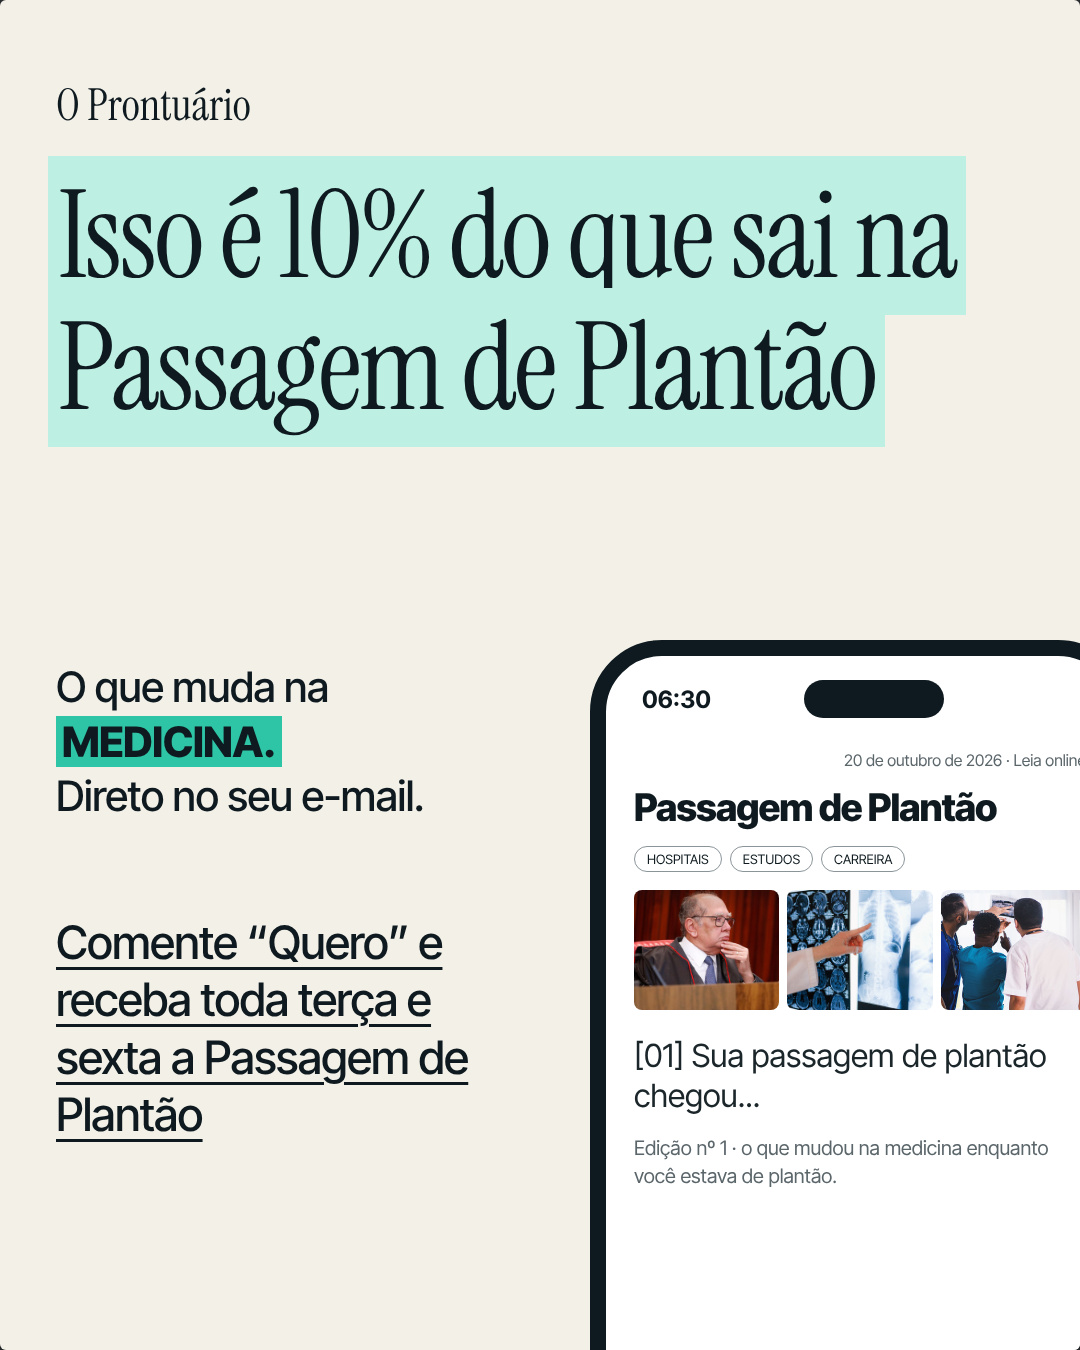 O Prontuário
Isso é 10% do que sai na
Passagem de Plantão
O que muda na
MEDICINA.
Direto no seu e-mail.
Comente “Quero” e
receba toda terça e
sexta a Passagem de
Plantão
06:30
20 de outubro de 2026 · Leia online
Passagem de Plantão
HOSPITAIS ESTUDOS CARREIRA
[01] Sua passagem de plantão
chegou...
Edição nº 1 · o que mudou na medicina enquanto
você estava de plantão.